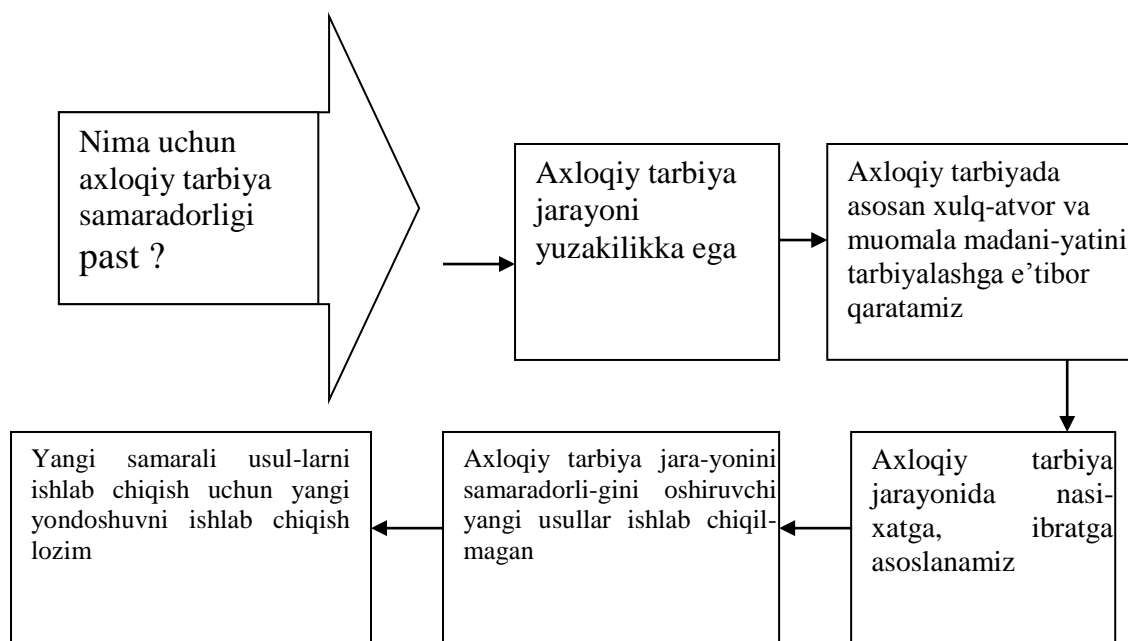 Nima uchun
axloqiy tarbiya
samaradorligi
past ?
Axloqiy tarbiya
jarayoni
yuzakilikka ega
Axloqiy tarbiyada
asosan xulq-atvor va
muomala madani-yatini
tarbiyalashga e’tibor
qaratamiz
Axloqiy tarbiya
jarayonida nasi-
xatga, ibratga
asoslanamiz
Axloqiy tarbiya jara-yonini
samaradorli-gini oshiruvchi
yangi usullar ishlab chiqil-
magan
Yangi samarali usul-larni
ishlab chiqish uchun yangi
yondoshuvni ishlab chiqish
lozim